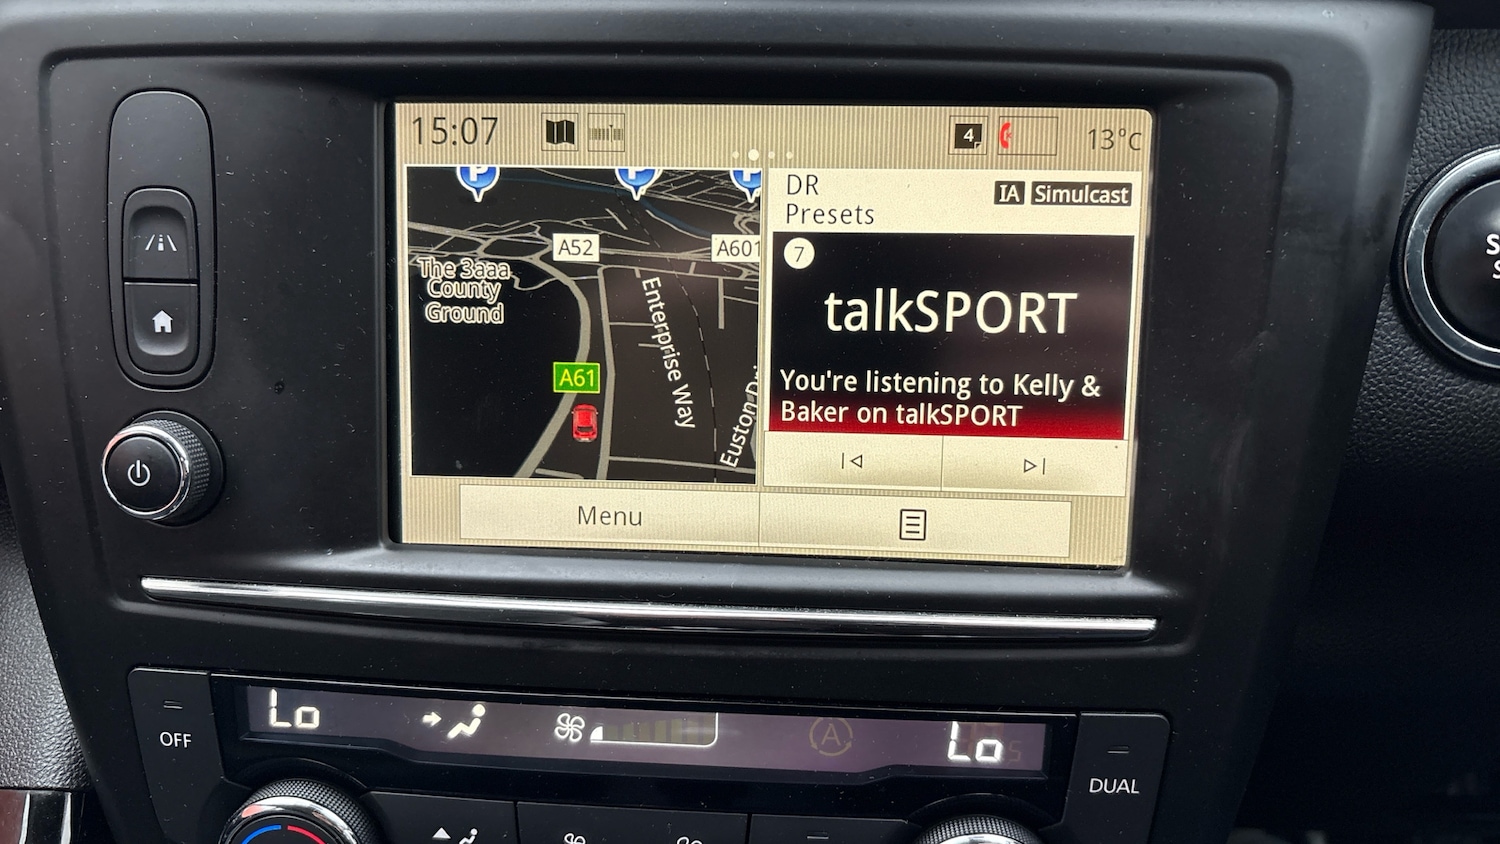 15:07
4
13°C
P
P
P
A52
A601
The 3aaa
County
Ground
Enterprise Way
A61
Euston
DR
Presets
IA Simulcast
7
talkSPORT
You're listening to Kelly &
Baker on talkSPORT
Menu
Lo
A
Lo
OFF
DUAL